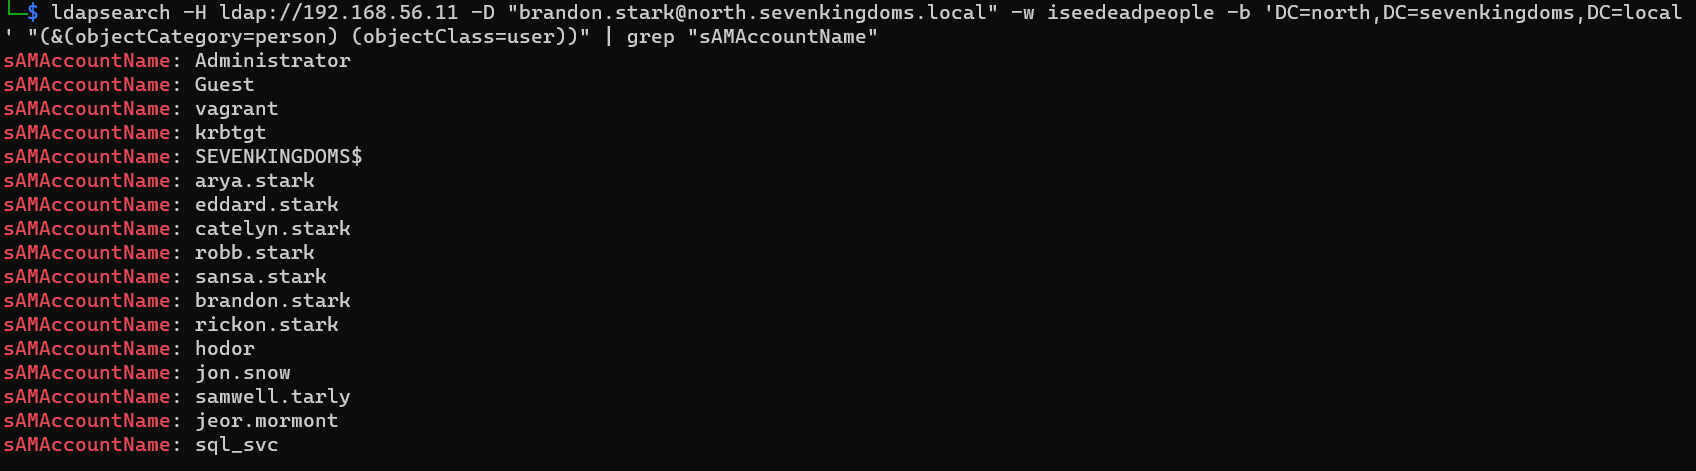 └─$ ldapsearch -H ldap://192.168.56.11 -D "brandon.stark@north.sevenkingdoms.local" -w iseedeadpeople -b 'DC=north,DC=sevenkingdoms,DC=local
' "(&(objectCategory=person) (objectClass=user))" | grep "sAMAccountName"
sAMAccountName: Administrator
sAMAccountName: Guest
sAMAccountName: vagrant
sAMAccountName: krbtgt
sAMAccountName: SEVENKINGDOMS$
sAMAccountName: arya.stark
sAMAccountName: eddard.stark
sAMAccountName: catelyn.stark
sAMAccountName: robb.stark
sAMAccountName: sansa.stark
sAMAccountName: brandon.stark
sAMAccountName: rickon.stark
sAMAccountName: hodor
sAMAccountName: jon.snow
sAMAccountName: samwell.tarly
sAMAccountName: jeor.mormont
sAMAccountName: sql_svc